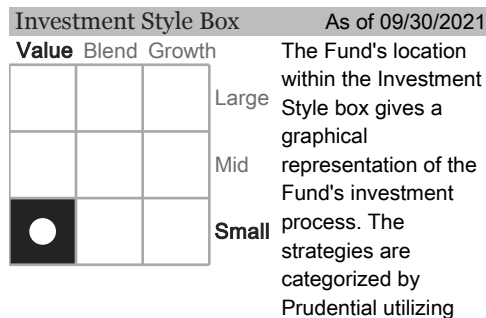 Investment Style Box As of 09/30/2021
Value Blend Growth
Large
Mid
Small
The Fund's location
within the Investment
Style box gives a
graphical
representation of the
Fund's investment
process. The
strategies are
categorized by
Prudential utilizing